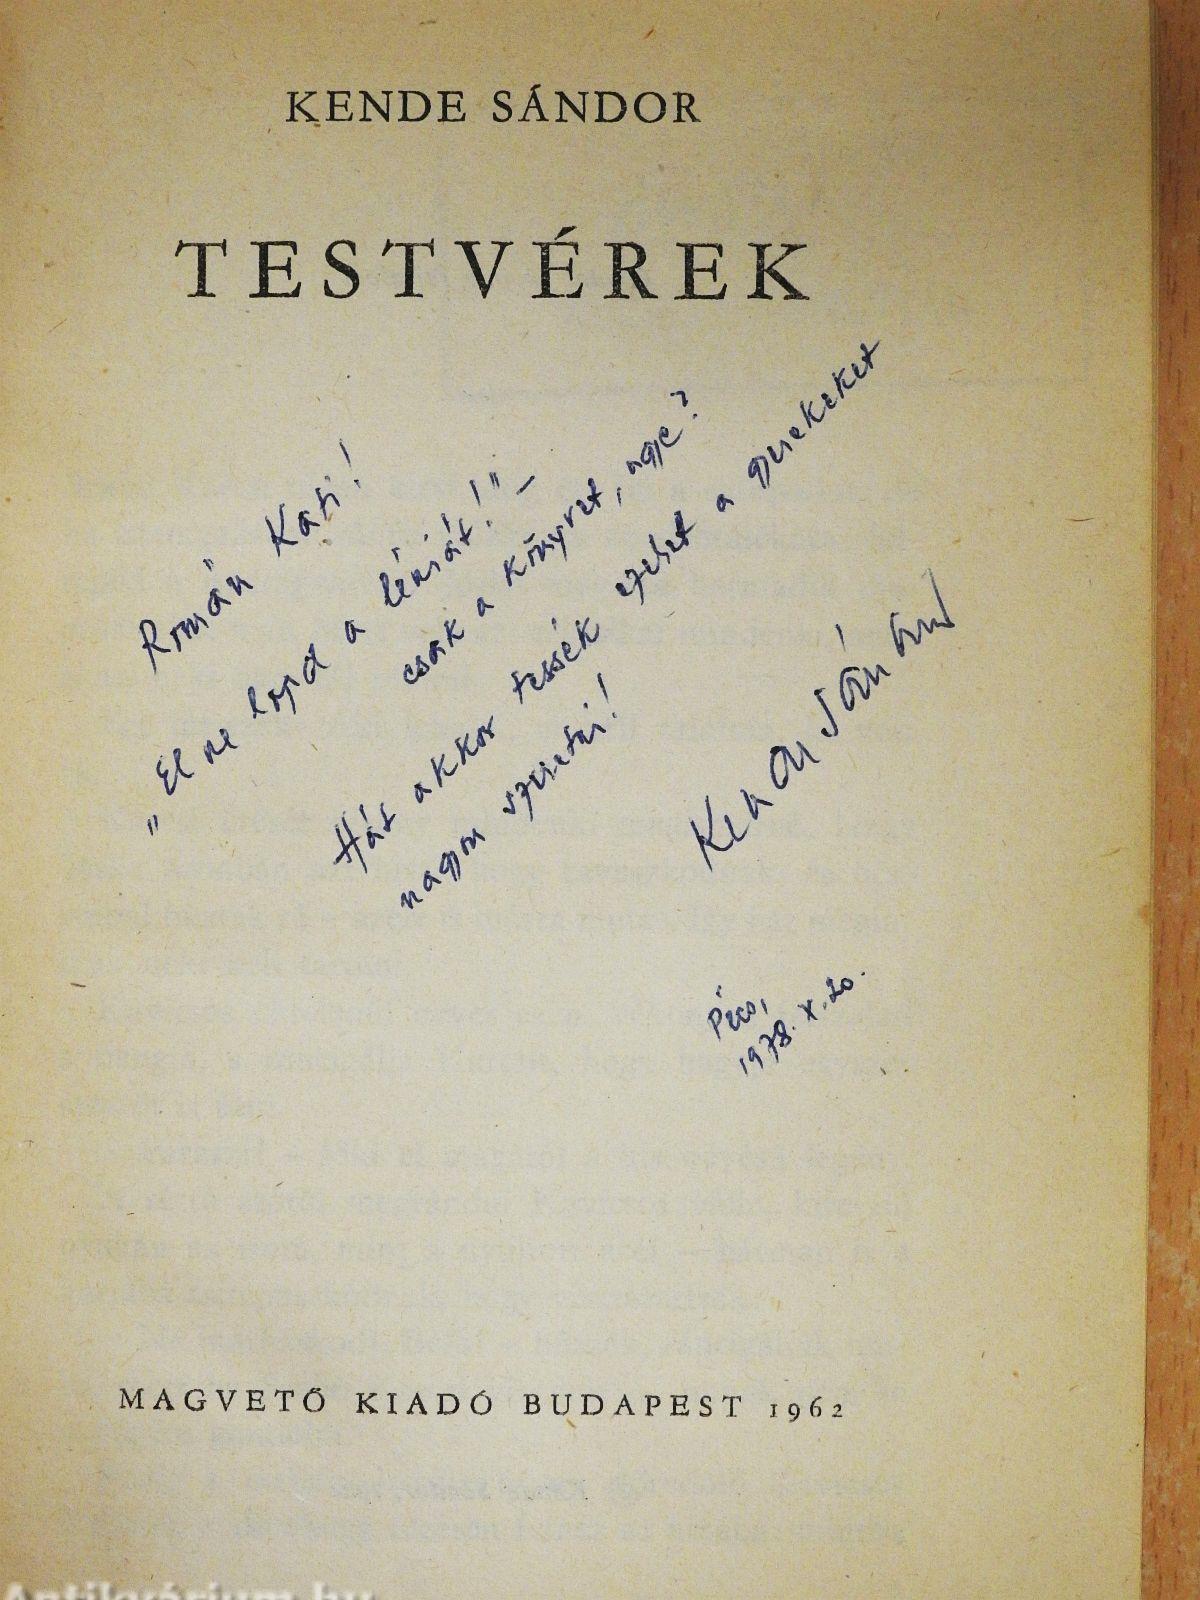 KENDE SÁNDOR
TESTVÉREK
Román Kati!
„El ne lopd a léniát!" –
csak a könyvet, ugye?
Hát akkor tessék ezeket a gyerekeket
nagyon szeretni!
Kende Sándor
Pécs,
1978. X. 20.
MAGVETŐ KIADÓ BUDAPEST 1962